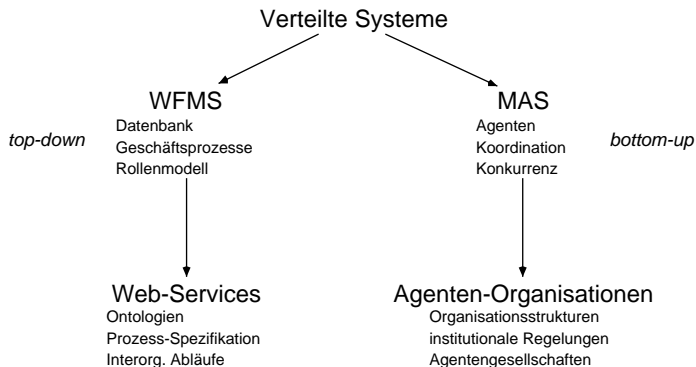 Verteilte Systeme
WFMS
Datenbank
Geschäftsprozesse
Rollenmodell
top-down
MAS
Agenten
Koordination
Konkurrenz
bottom-up
Web-Services
Ontologien
Prozess-Spezifikation
Interorg. Abläufe
Agenten-Organisationen
Organisationsstrukturen
institutionale Regelungen
Agentengesellschaften